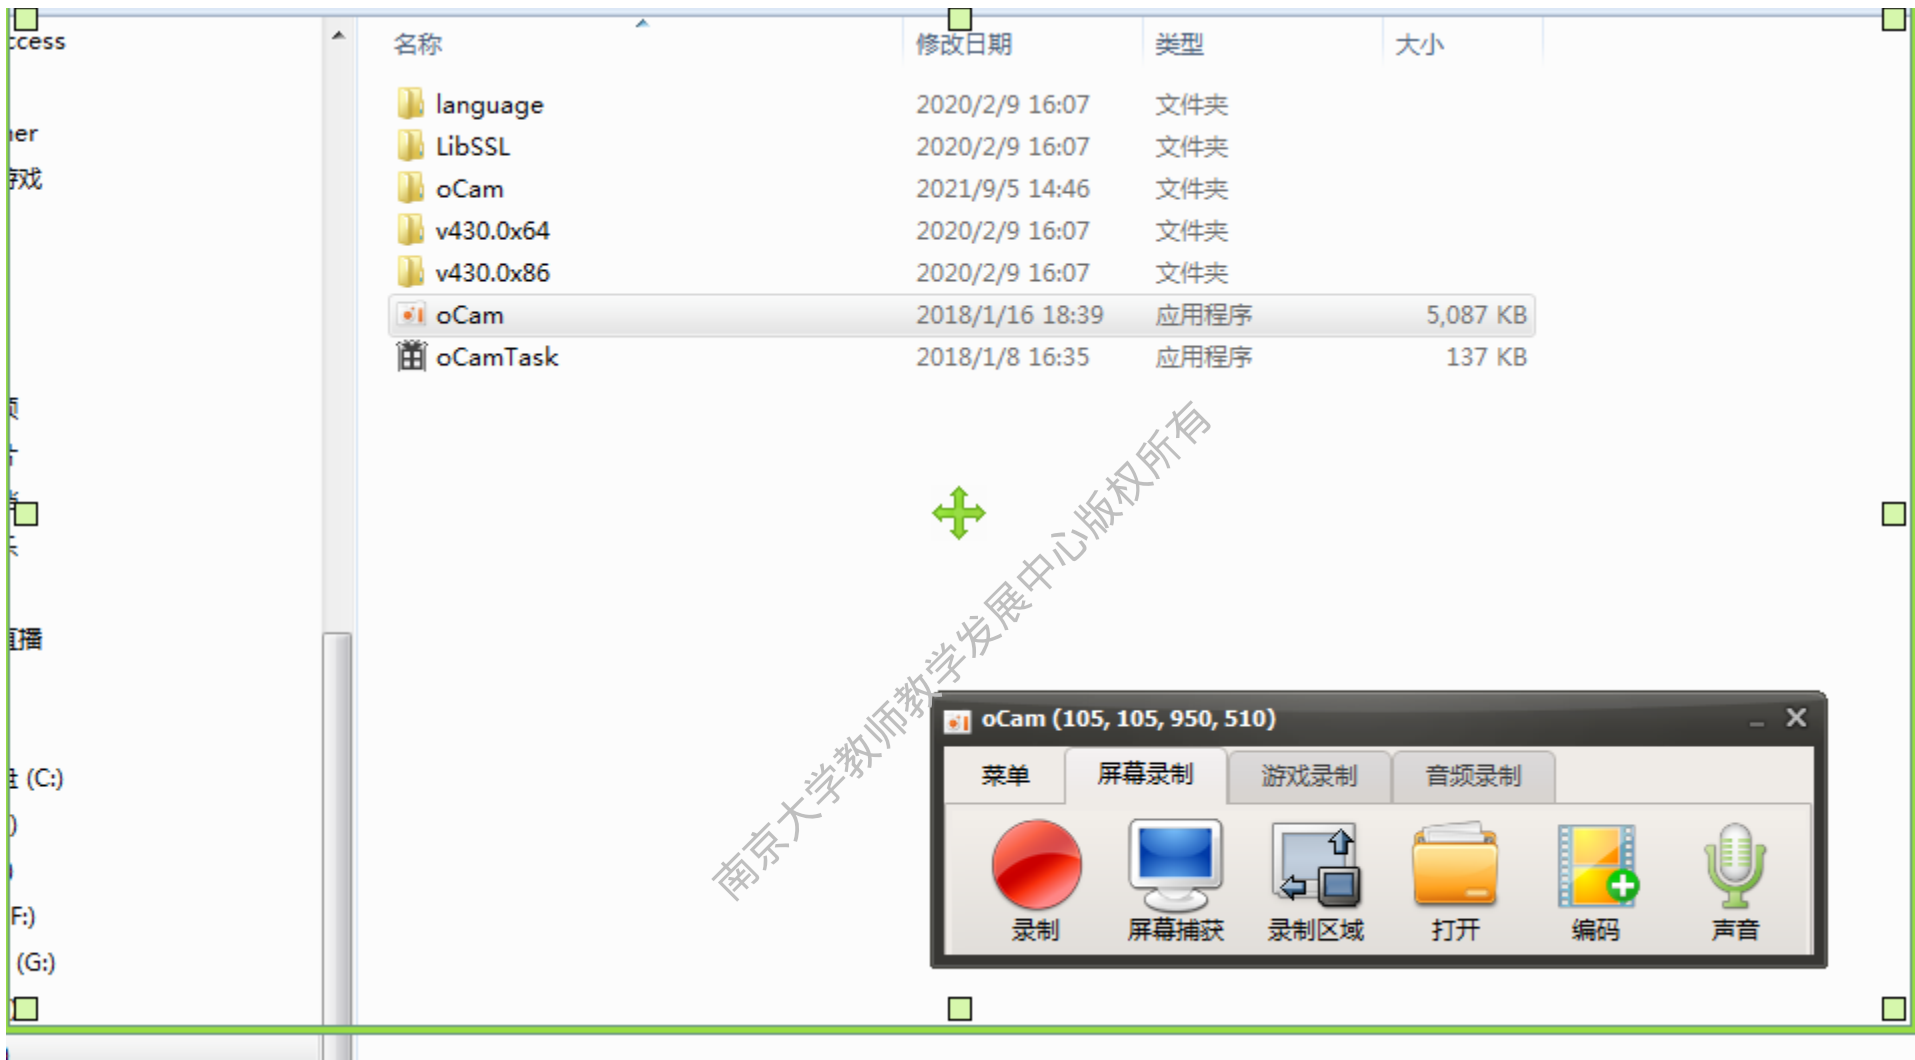 名称 修改日期 类型 大小
language 2020/2/9 16:07 文件夹
LibSSL 2020/2/9 16:07 文件夹
oCam 2021/9/5 14:46 文件夹
v430.0x64 2020/2/9 16:07 文件夹
v430.0x86 2020/2/9 16:07 文件夹
oCam 2018/1/16 18:39 应用程序 5,087 KB
oCamTask 2018/1/8 16:35 应用程序 137 KB
ccess
her
戏
播
(C:)
F:)
(G:)
南京大学教师教学发展中心版权所有
oCam (105, 105, 950, 510)
菜单 屏幕录制 游戏录制 音频录制
录制 屏幕捕获 录制区域 打开 编码 声音